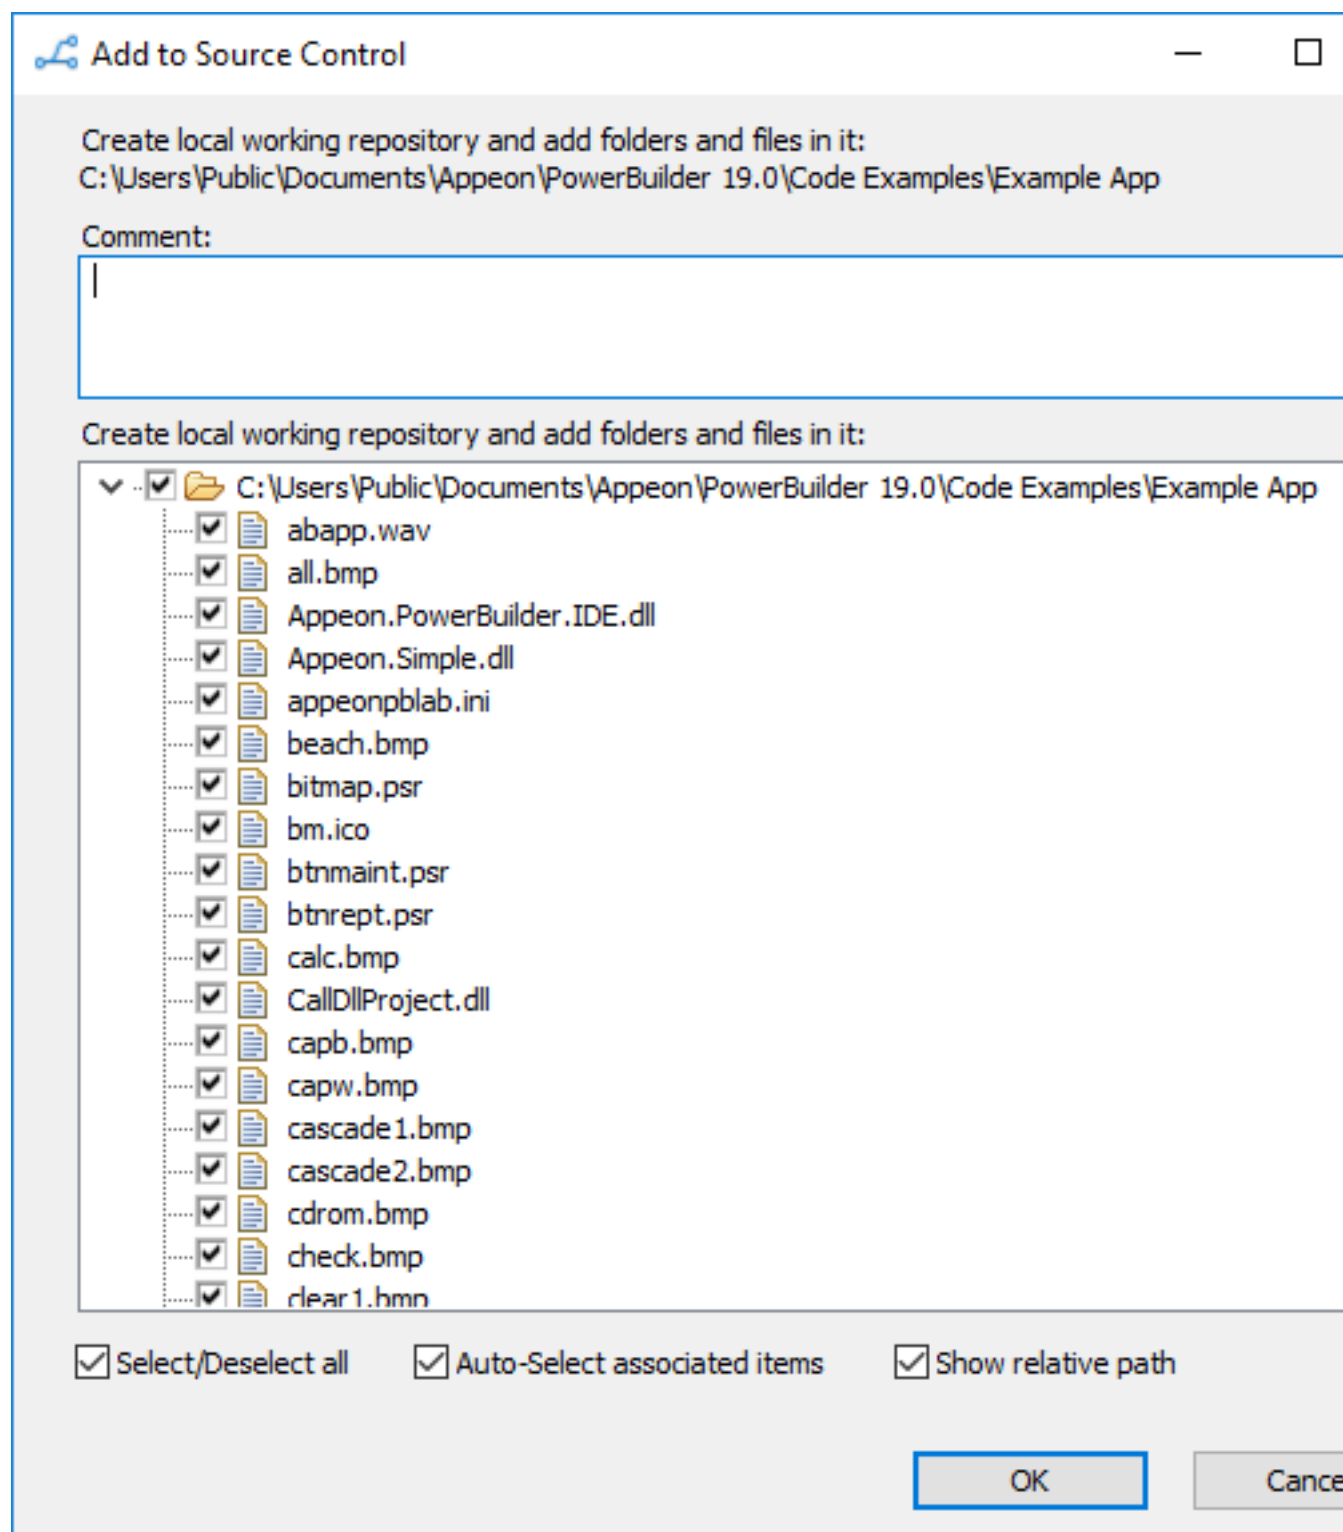 Add to Source Control
Create local working repository and add folders and files in it:
C:\Users\Public\Documents\Appeon\PowerBuilder 19.0\Code Examples\Example App
Comment:
Create local working repository and add folders and files in it:
C:\Users\Public\Documents\Appeon\PowerBuilder 19.0\Code Examples\Example App
abapp.wav
all.bmp
Appeon.PowerBuilder.IDE.dll
Appeon.Simple.dll
appeonpblab.ini
beach.bmp
bitmap.psr
bm.ico
btnmaint.psr
btnrept.psr
calc.bmp
CallDllProject.dll
capb.bmp
capw.bmp
cascade1.bmp
cascade2.bmp
cdrom.bmp
check.bmp
clear1.bmp
Select/Deselect all Auto-Select associated items Show relative path
OK Cance